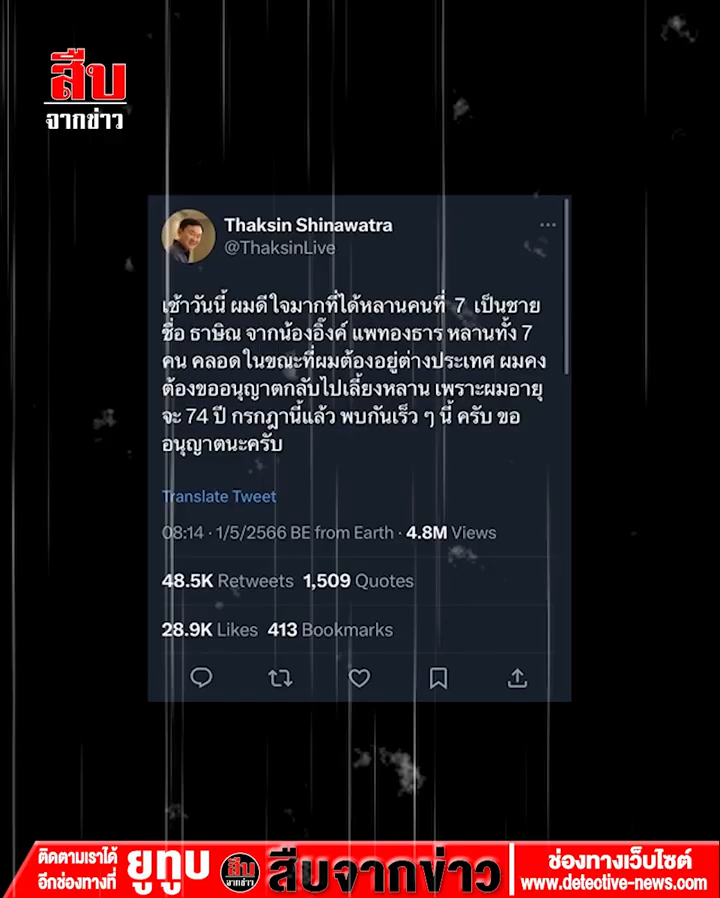 สืบ
จากข่าว
Thaksin Shinawatra
@ThaksinLive
เช้าวันนี้ ผมดีใจมากที่ได้หลานคนที่ 7 เป็นชาย
ชื่อ ธาษิณ จากน้องอิ๊งค์ แพทองธาร หลานทั้ง 7
คน คลอดในขณะที่ผมต้องอยู่ต่างประเทศ ผมคง
ต้องขออนุญาตกลับไปเลี้ยงหลาน เพราะผมอายุ
จะ 74 ปี กรกฎานี้แล้ว พบกันเร็ว ๆ นี้ ครับ ขอ
อนุญาตนะครับ
Translate Tweet
08:14 · 1/5/2566 BE from Earth · 4.8M Views
48.5K Retweets 1,509 Quotes
28.9K Likes 413 Bookmarks
ติดตามเราได้
อีกช่องทางที่
ยูทูบ
สืบ
จากข่าว
สืบจากข่าว
ช่องทางเว็บไซต์
www.detective-news.com